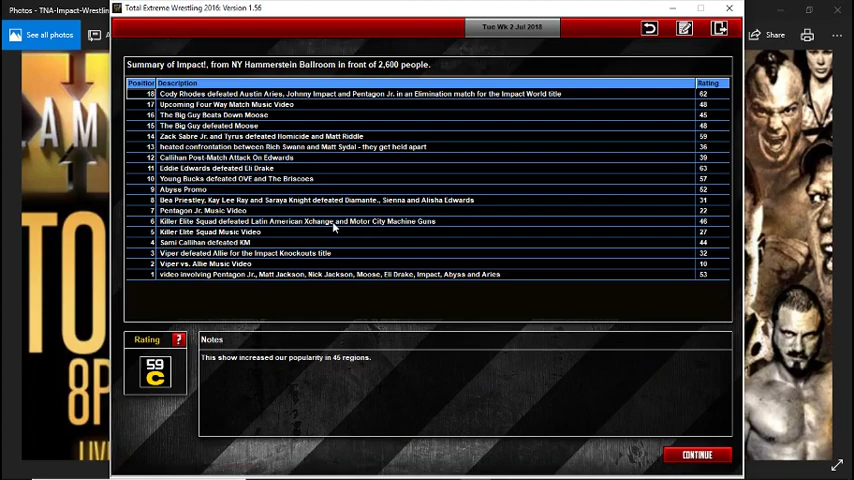 Photos - TNA-Impact-Wrestling
Total Extreme Wrestling 2016: Version 1.56
See all photos
Share
Tue Wk 2 Jul 2018
Summary of Impact!, from NY Hammerstein Ballroom in front of 2,600 people.
Position Description Rating
18 Cody Rhodes defeated Austin Aries, Johnny Impact and Pentagon Jr. in an Elimination match for the Impact World title 62
17 Upcoming Four Way Match Music Video 48
16 The Big Guy Beats Down Moose 45
15 The Big Guy defeated Moose 48
14 Zack Sabre Jr. and Tyrus defeated Homicide and Matt Riddle 59
13 heated confrontation between Rich Swann and Matt Sydal - they get held apart 36
12 Callihan Post-Match Attack On Edwards 39
11 Eddie Edwards defeated Eli Drake 63
10 Young Bucks defeated OVE and The Briscoes 57
9 Abyss Promo 52
8 Bea Priestley, Kay Lee Ray and Saraya Knight defeated Diamante., Sienna and Alisha Edwards 31
7 Pentagon Jr. Music Video 22
6 Killer Elite Squad defeated Latin American Xchange and Motor City Machine Guns 46
5 Killer Elite Squad Music Video 27
4 Sami Callihan defeated KM 44
3 Viper defeated Allie for the Impact Knockouts title 32
2 Viper vs. Allie Music Video 10
1 video involving Pentagon Jr., Matt Jackson, Nick Jackson, Moose, Eli Drake, Impact, Abyss and Aries 53
Rating ?
Notes
59
C
This show increased our popularity in 45 regions.
CONTINUE
AM
TO
8P
LIV